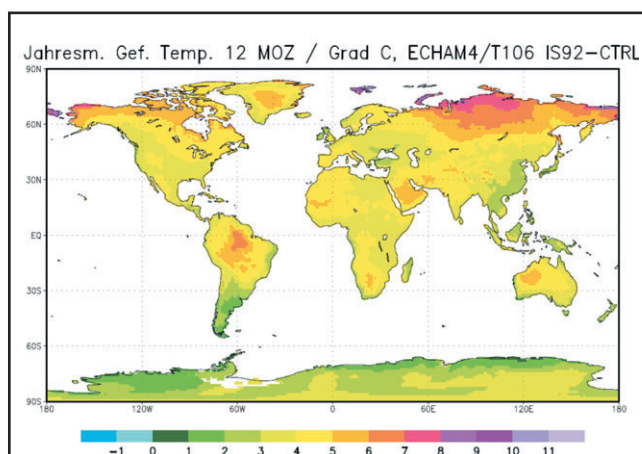 Jahresm. Gef. Temp. 12 MOZ / Grad C, ECHAM4/T106 IS92-CTRL
90N
60N
30N
EQ
30S
60S
90S
180 120W 60W 0 60E 120E 180
-1 0 1 2 3 4 5 6 7 8 9 10 11